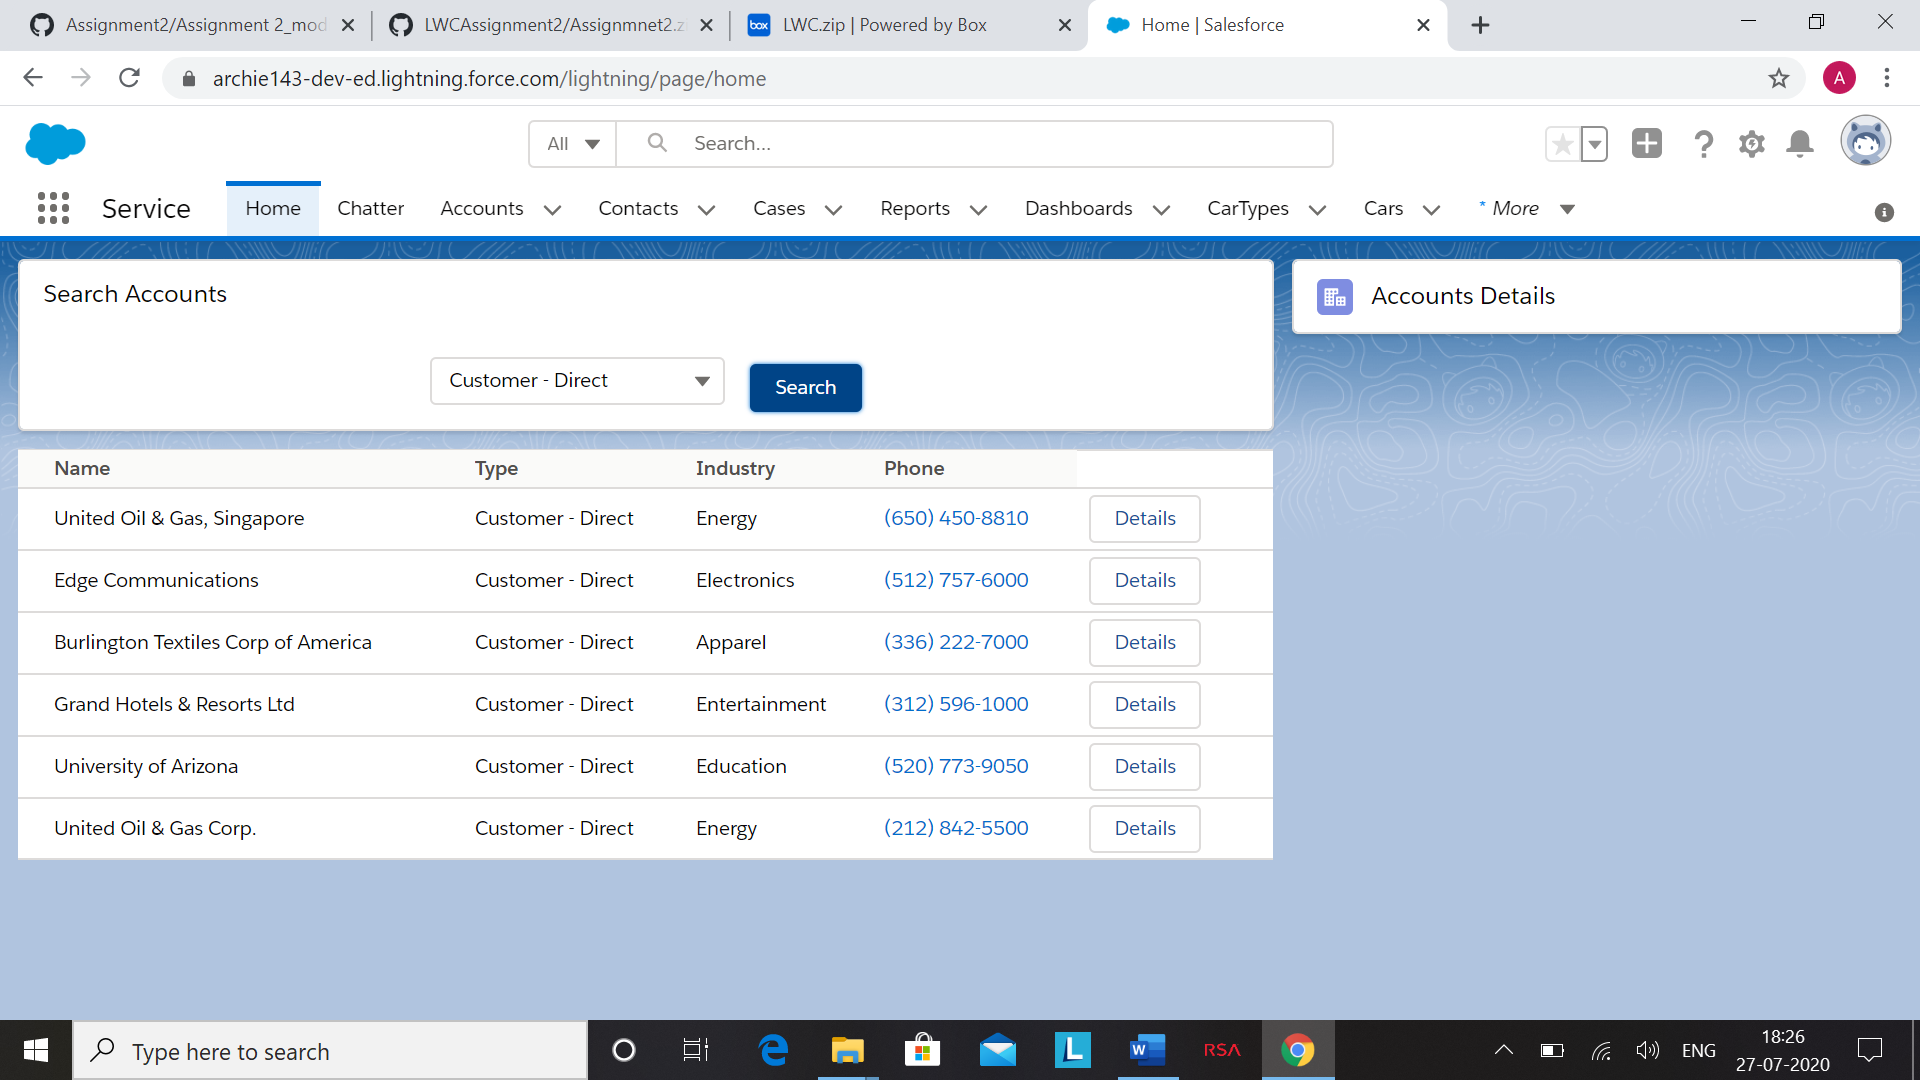 Assignment2/Assignment 2_mod
LWCAssignment2/Assignmnet2.z
box LWC.zip | Powered by Box
Home | Salesforce
archie143-dev-ed.lightning.force.com/lightning/page/home
A
All Search...
Service Home Chatter Accounts Contacts Cases Reports Dashboards CarTypes Cars * More
Search Accounts
Accounts Details
Customer - Direct Search
Name Type Industry Phone
United Oil & Gas, Singapore Customer - Direct Energy (650) 450-8810 Details
Edge Communications Customer - Direct Electronics (512) 757-6000 Details
Burlington Textiles Corp of America Customer - Direct Apparel (336) 222-7000 Details
Grand Hotels & Resorts Ltd Customer - Direct Entertainment (312) 596-1000 Details
University of Arizona Customer - Direct Education (520) 773-9050 Details
United Oil & Gas Corp. Customer - Direct Energy (212) 842-5500 Details
Type here to search
L
W
RSA
ENG
18:26
27-07-2020